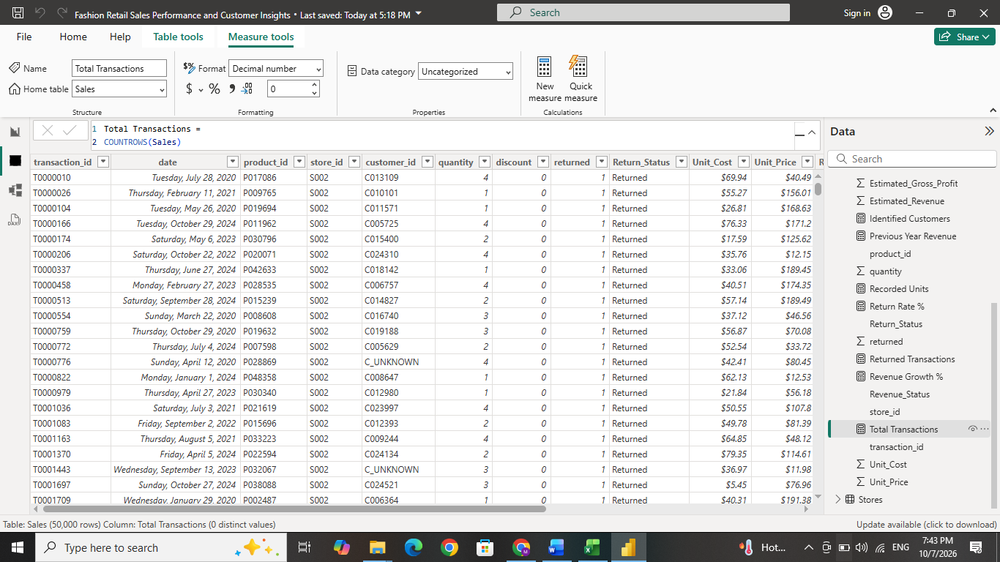 Fashion Retail Sales Performance and Customer Insights • Last saved: Today at 5:18 PM
Search
Sign in
File
Home
Help
Table tools
Measure tools
Share
Name
Total Transactions
Home table
Sales
Structure
Format
Decimal number
$
%
0
Formatting
Data category
Uncategorized
Properties
New measure
Quick measure
Calculations
1 Total Transactions =
2 COUNTROWS(Sales)
transaction_id date product_id store_id customer_id quantity discount returned Return_Status Unit_Cost Unit_Price R
T0000010 Tuesday, July 28, 2020 P017086 S002 C013109 4 0 1 Returned $69.94 $40.49
T0000026 Thursday, February 11, 2021 P009765 S002 C010101 1 0 1 Returned $55.27 $156.01
T0000104 Tuesday, May 26, 2020 P019694 S002 C011571 1 0 1 Returned $26.81 $168.63
T0000166 Tuesday, October 29, 2024 P011962 S002 C005725 4 0 1 Returned $76.33 $171.2
T0000174 Saturday, May 6, 2023 P030796 S002 C015400 2 0 1 Returned $17.59 $125.62
T0000206 Saturday, October 22, 2022 P020071 S002 C024310 4 0 1 Returned $35.76 $12.15
T0000337 Thursday, June 27, 2024 P042633 S002 C018142 1 0 1 Returned $33.06 $189.45
T0000458 Monday, February 27, 2023 P028535 S002 C006757 4 0 1 Returned $40.51 $174.35
T0000513 Saturday, September 28, 2024 P015239 S002 C014827 2 0 1 Returned $57.14 $189.49
T0000554 Sunday, March 22, 2020 P008608 S002 C016740 3 0 1 Returned $37.12 $46.56
T0000759 Thursday, October 29, 2020 P019632 S002 C019188 3 0 1 Returned $56.87 $70.08
T0000772 Thursday, July 4, 2024 P007598 S002 C005629 2 0 1 Returned $52.54 $33.72
T0000776 Sunday, April 12, 2020 P028869 S002 C_UNKNOWN 4 0 1 Returned $42.41 $80.45
T0000822 Monday, January 1, 2024 P048358 S002 C008647 1 0 1 Returned $62.13 $12.53
T0000979 Thursday, April 27, 2023 P030340 S002 C012980 1 0 1 Returned $21.84 $56.18
T0001036 Saturday, July 3, 2021 P021619 S002 C023997 4 0 1 Returned $50.55 $107.8
T0001083 Friday, September 2, 2022 P015696 S002 C012393 2 0 1 Returned $49.78 $81.39
T0001163 Thursday, August 5, 2021 P033223 S002 C009244 4 0 1 Returned $64.85 $48.12
T0001370 Friday, April 5, 2024 P022594 S002 C024134 2 0 1 Returned $79.35 $114.61
T0001443 Wednesday, September 13, 2023 P032067 S002 C_UNKNOWN 3 0 1 Returned $36.97 $11.98
T0001697 Sunday, October 27, 2024 P038088 S002 C024521 3 0 1 Returned $5.45 $76.96
T0001709 Wednesday, January 29, 2020 P002487 S002 C006364 1 0 1 Returned $40.31 $191.38
Data
Search
Estimated_Gross_Profit
Estimated_Revenue
Identified Customers
Previous Year Revenue
product_id
quantity
Recorded Units
Return Rate %
Return_Status
returned
Returned Transactions
Revenue Growth %
Revenue_Status
store_id
Total Transactions
transaction_id
Unit_Cost
Unit_Price
Stores
Table: Sales (50,000 rows) Column: Total Transactions (0 distinct values)
Update available (click to download)
Type here to search
Hot...
ENG
7:43 PM
10/7/2026